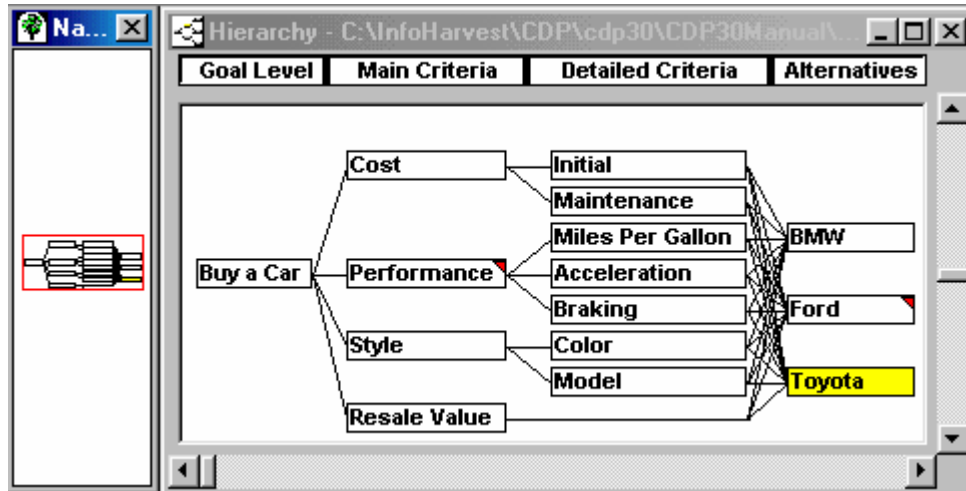 Na...
Hierarchy - C:\InfoHarvest\CDP\cdp30\CDP30Manual\...
Goal Level Main Criteria Detailed Criteria Alternatives
Cost Initial
Maintenance
Miles Per Gallon BMW
Buy a Car Performance Acceleration
Braking Ford
Style Color
Model Toyota
Resale Value